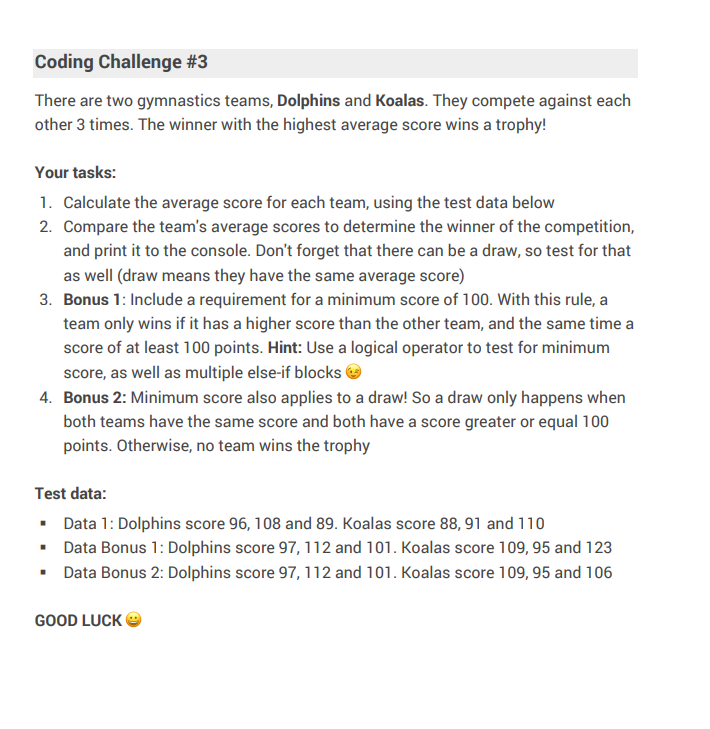 Coding Challenge #3
There are two gymnastics teams, Dolphins and Koalas. They compete against each
other 3 times. The winner with the highest average score wins a trophy!
Your tasks:
1. Calculate the average score for each team, using the test data below
2. Compare the team's average scores to determine the winner of the competition,
and print it to the console. Don't forget that there can be a draw, so test for that
as well (draw means they have the same average score)
3. Bonus 1: Include a requirement for a minimum score of 100. With this rule, a
team only wins if it has a higher score than the other team, and the same time a
score of at least 100 points. Hint: Use a logical operator to test for minimum
score, as well as multiple else-if blocks 😉
4. Bonus 2: Minimum score also applies to a draw! So a draw only happens when
both teams have the same score and both have a score greater or equal 100
points. Otherwise, no team wins the trophy
Test data:
▪ Data 1: Dolphins score 96, 108 and 89. Koalas score 88, 91 and 110
▪ Data Bonus 1: Dolphins score 97, 112 and 101. Koalas score 109, 95 and 123
▪ Data Bonus 2: Dolphins score 97, 112 and 101. Koalas score 109, 95 and 106
GOOD LUCK 😀